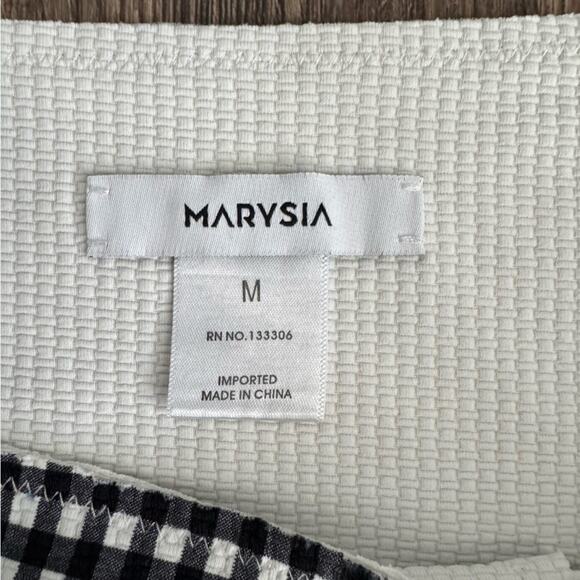 MARYSIA
M
RN NO.133306
IMPORTED
MADE IN CHINA